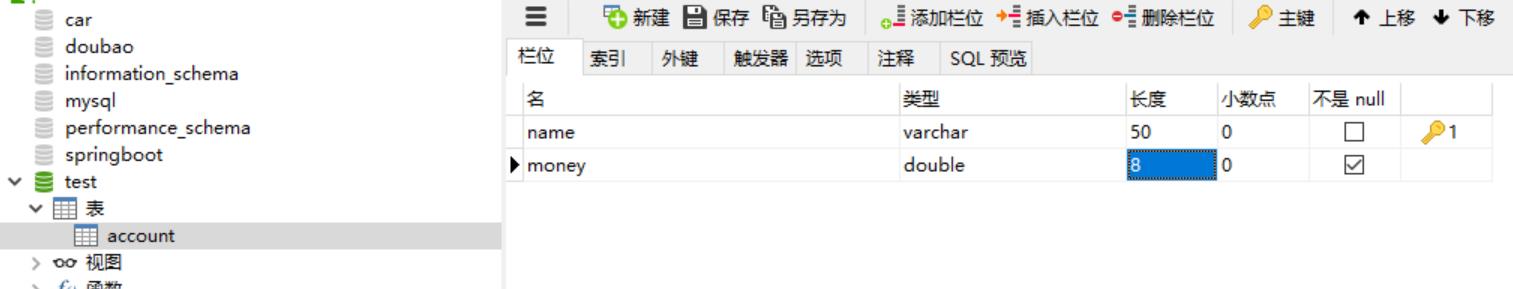 car
doubao
information_schema
mysql
performance_schema
springboot
test
表
account
视图
函数
新建 保存 另存为 添加栏位 插入栏位 删除栏位 主键 上移 下移
栏位 索引 外键 触发器 选项 注释 SQL 预览
名 类型 长度 小数点 不是 null
name varchar 50 0 1
money double 8 0